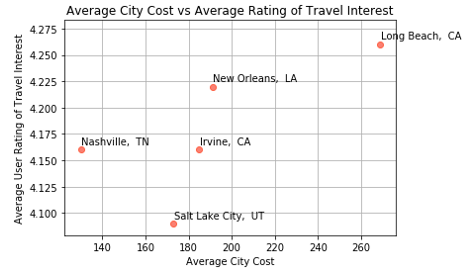 Average City Cost vs Average Rating of Travel Interest
Average User Rating of Travel Interest
4.275
4.250
4.225
4.200
4.175
4.150
4.125
4.100
Long Beach, CA
New Orleans, LA
Nashville, TN
Irvine, CA
Salt Lake City, UT
140 160 180 200 220 240 260
Average City Cost